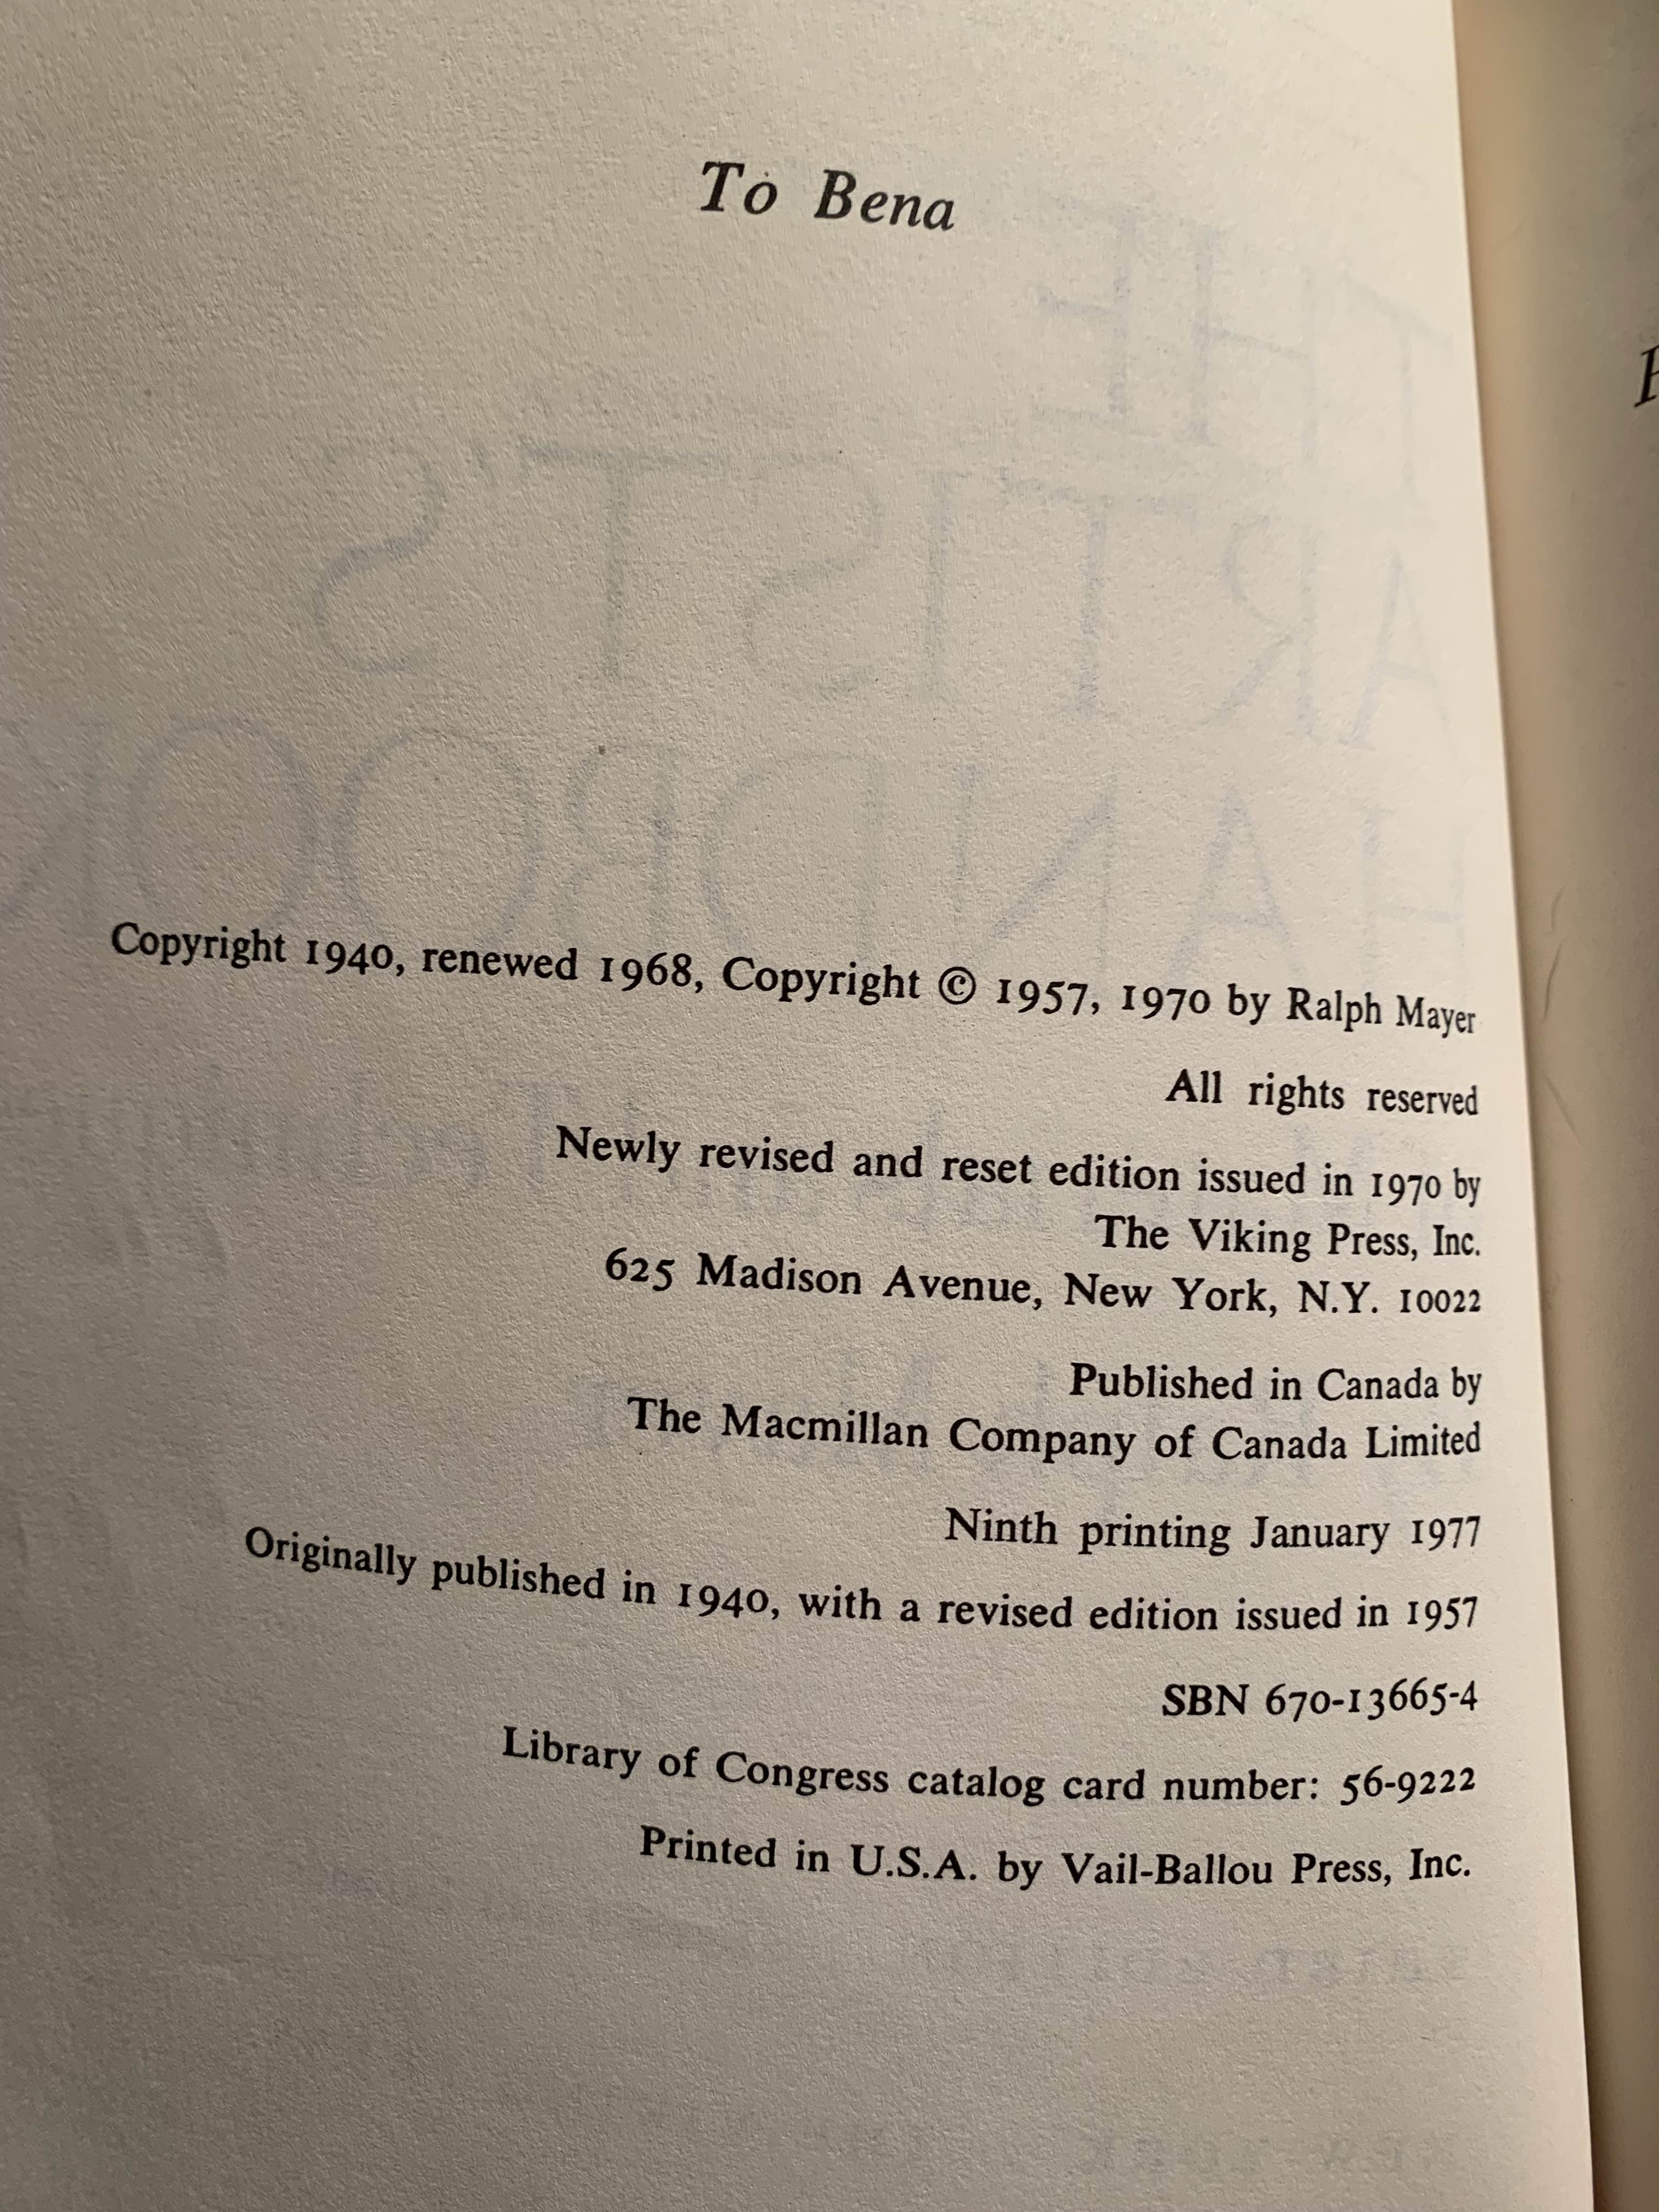 To Bena
THE
ARTIST'S
HANDBOOK
Copyright 1940, renewed 1968, Copyright © 1957, 1970 by Ralph Mayer
All rights reserved
Newly revised and reset edition issued in 1970 by
The Viking Press, Inc.
625 Madison Avenue, New York, N.Y. 10022
Published in Canada by
The Macmillan Company of Canada Limited
Ninth printing January 1977
Originally published in 1940, with a revised edition issued in 1957
SBN 670-13665-4
Library of Congress catalog card number: 56-9222
Printed in U.S.A. by Vail-Ballou Press, Inc.